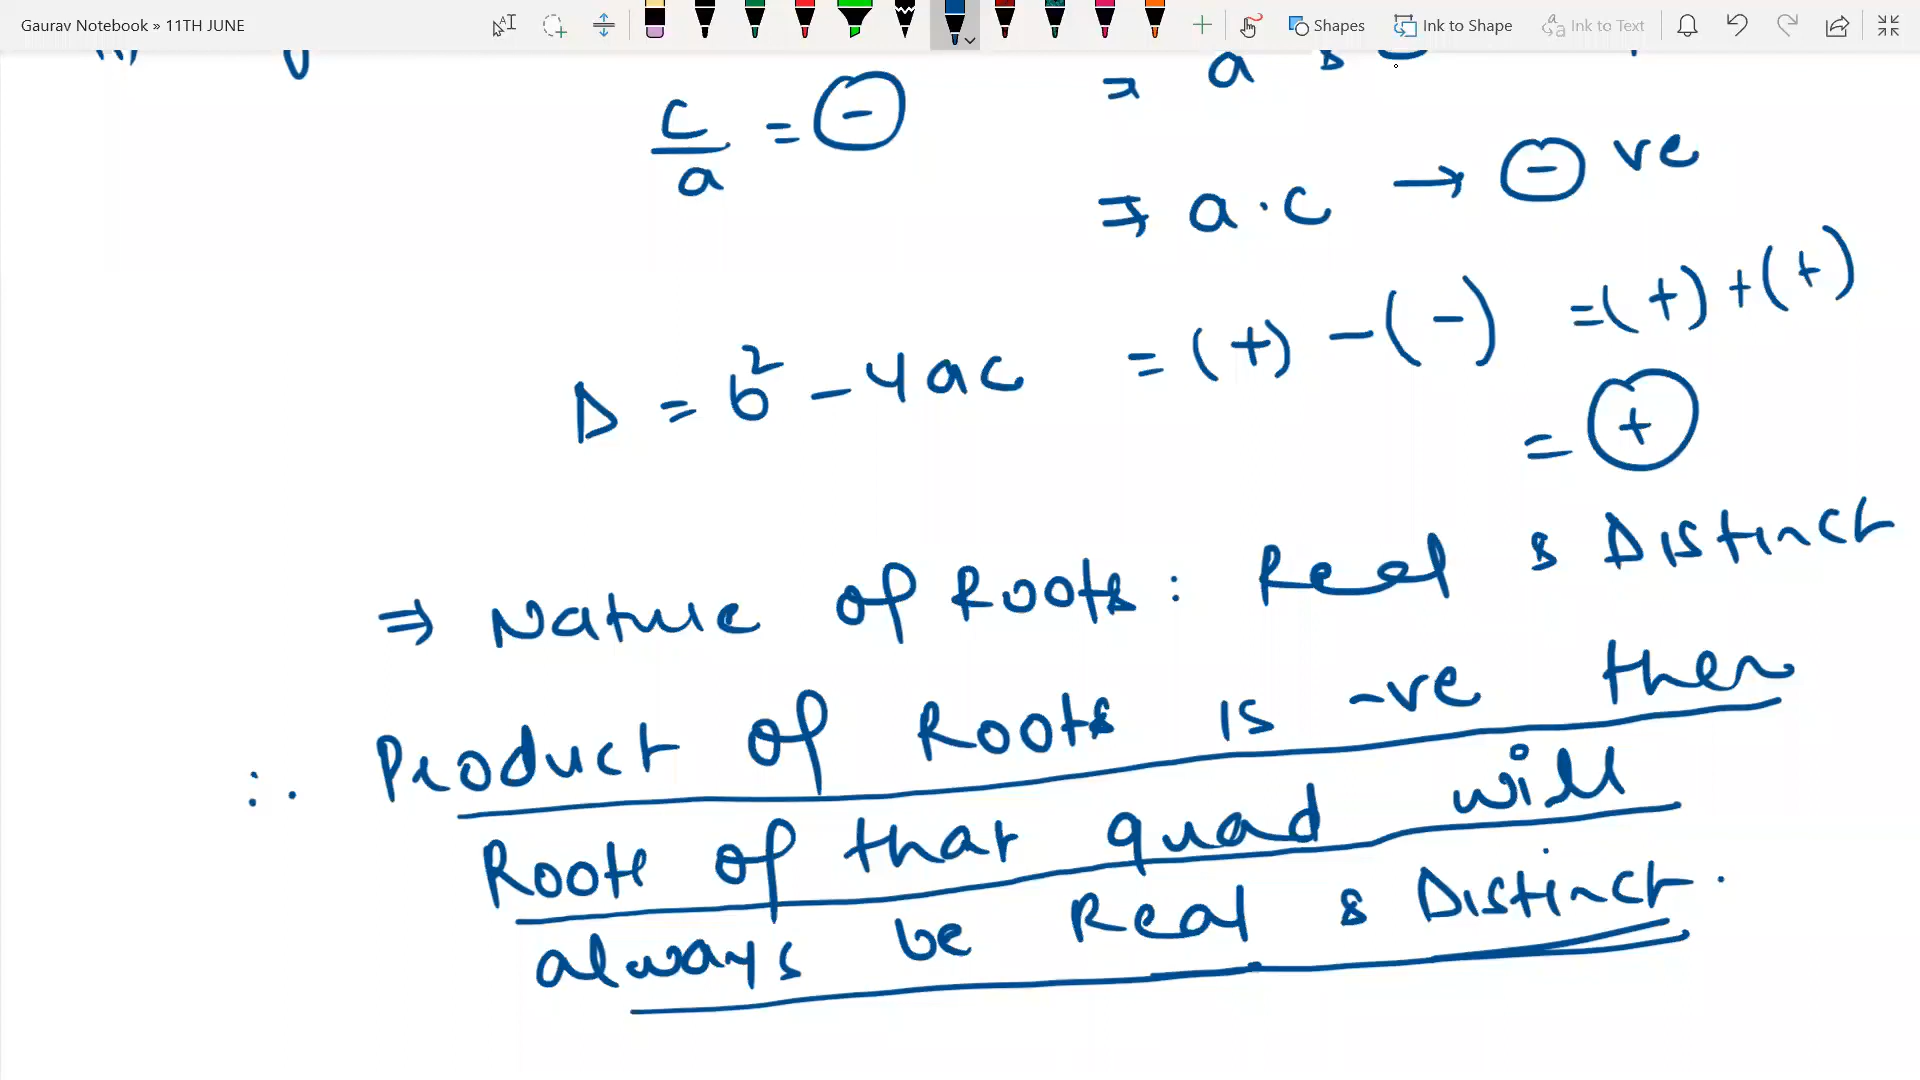 Gaurav Notebook » 11TH JUNE
Shapes
Ink to Shape
Ink to Text
c/a = ⊖
⇒ a &
⇒ a·c → ⊖ ve
Δ = b² - 4ac = (+) - (-) = (+) + (+)
= ⊕
⇒ Nature of Roots: Real & Distinct
∴ Product of Roots is -ve then
Roots of that quad will
always be Real & Distinct.